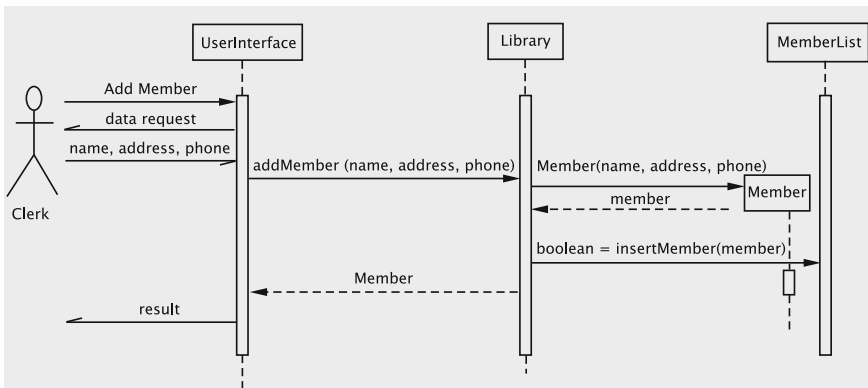 UserInterface
Library
MemberList
Add Member
data request
name, address, phone
addMember (name, address, phone)
Member(name, address, phone)
Member
member
Clerk
boolean = insertMember(member)
Member
result